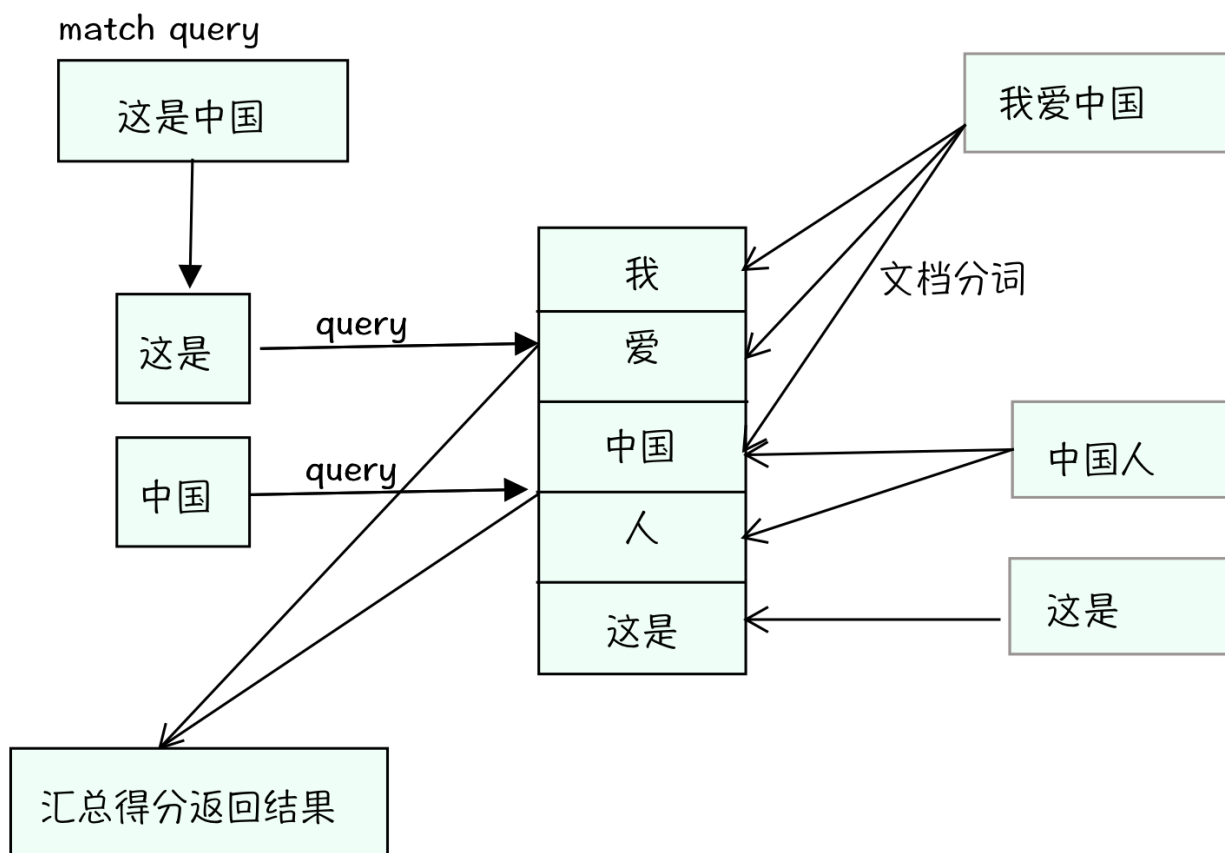 match query
这是中国
我爱中国
我
文档分词
query
这是
爱
中国
中国人
query
中国
人
这是
这是
汇总得分返回结果